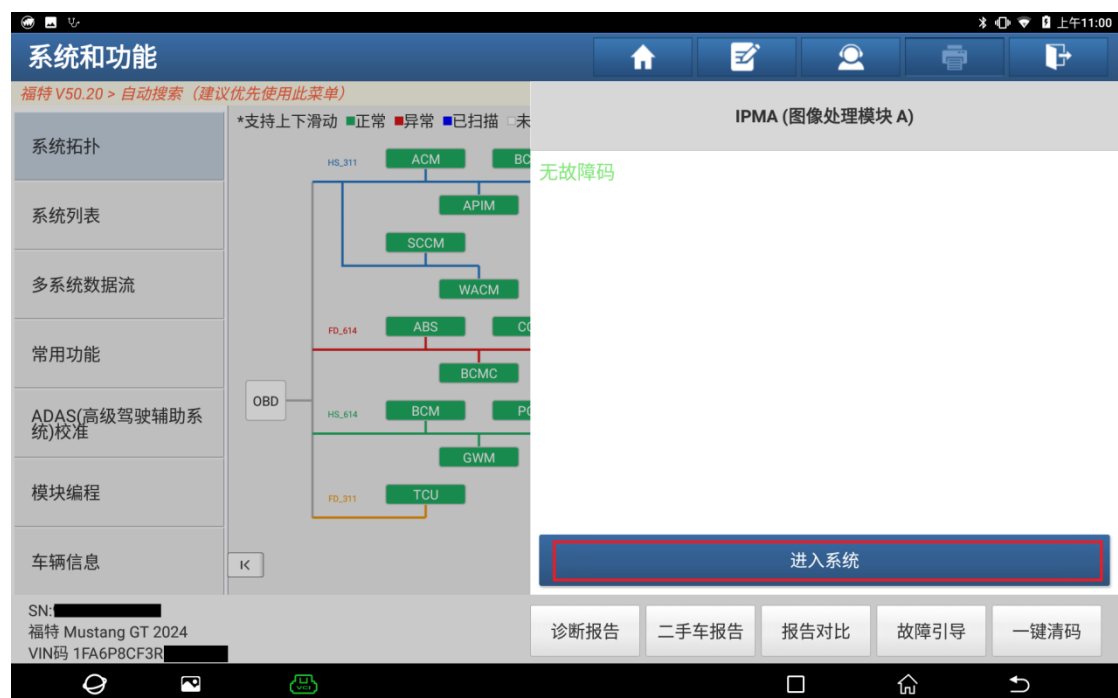 上午11:00
系统和功能
福特 V50.20 > 自动搜索（建议优先使用此菜单）
系统拓扑
系统列表
多系统数据流
常用功能
ADAS(高级驾驶辅助系
统)校准
模块编程
车辆信息
*支持上下滑动 正常 异常 已扫描 未
HS_311
ACM
BC
APIM
SCCM
WACM
FD_614
ABS
CC
BCMC
OBD
HS_614
BCM
PC
GWM
FD_311
TCU
IPMA (图像处理模块 A)
无故障码
进入系统
SN:
福特 Mustang GT 2024
VIN码 1FA6P8CF3R
诊断报告
二手车报告
报告对比
故障引导
一键清码
VCI